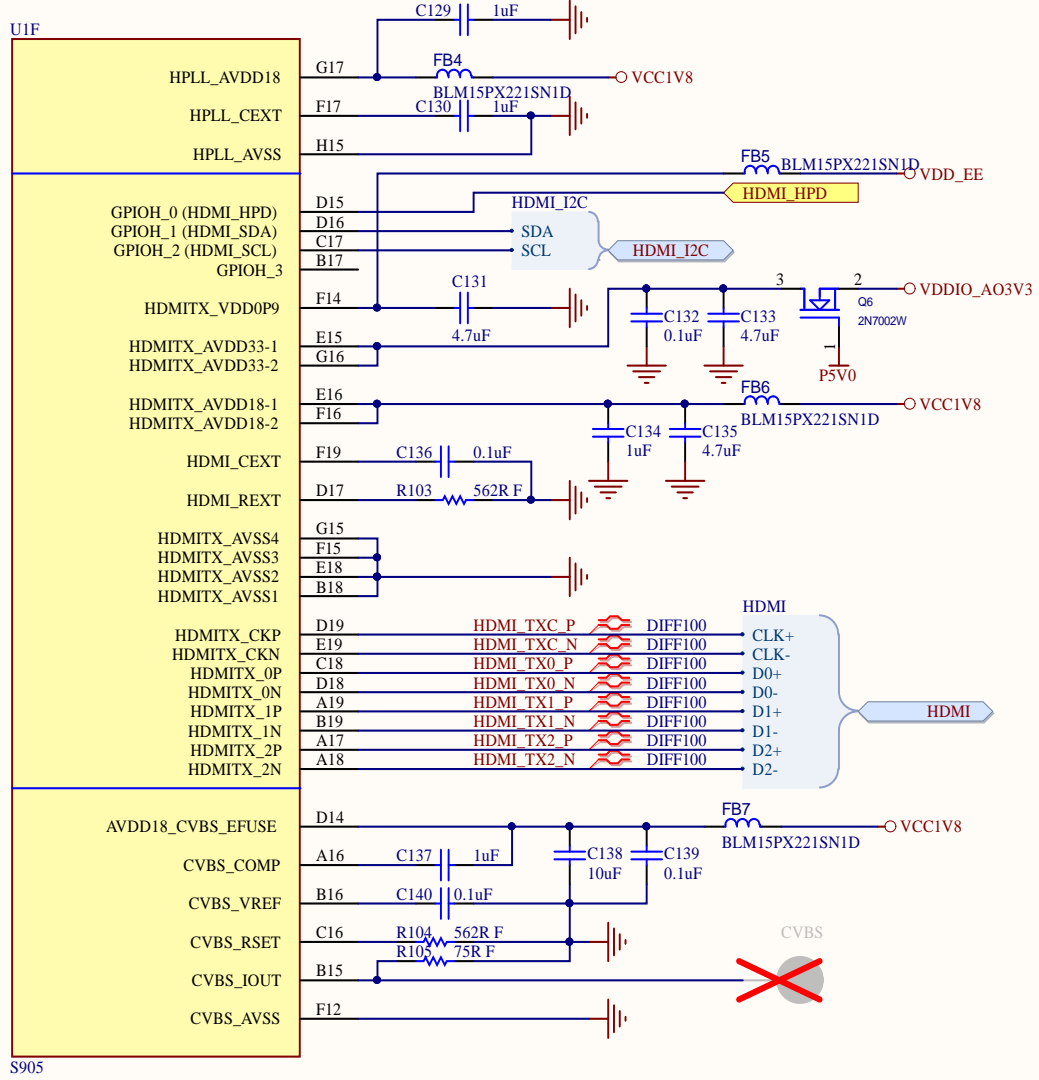 U1F
C129 1uF
HPLL_AVDD18 G17 FB4 VCC1V8
BLM15PX221SN1D
HPLL_CEXT F17 C130 1uF
HPLL_AVSS H15
FB5 BLM15PX221SN1D VDD_EE
GPIOH_0 (HDMI_HPD) D15 HDMI_HPD
HDMI_I2C
GPIOH_1 (HDMI_SDA) D16 SDA
GPIOH_2 (HDMI_SCL) C17 SCL HDMI_I2C
GPIOH_3 B17
HDMITX_VDD0P9 F14 C131 4.7uF
3 2 VDDIO_AO3V3
Q6
2N7002W
1
P5V0
C132 0.1uF
C133 4.7uF
HDMITX_AVDD33-1 E15
HDMITX_AVDD33-2 G16
HDMITX_AVDD18-1 E16 FB6 VCC1V8
BLM15PX221SN1D
HDMITX_AVDD18-2 F16
C134 1uF
C135 4.7uF
HDMI_CEXT F19 C136 0.1uF
HDMI_REXT D17 R103 562R F
HDMITX_AVSS4 G15
HDMITX_AVSS3 F15
HDMITX_AVSS2 E18
HDMITX_AVSS1 B18
HDMI
HDMITX_CKP D19 HDMI_TXC_P DIFF100 CLK+
HDMITX_CKN E19 HDMI_TXC_N DIFF100 CLK-
HDMITX_0P C18 HDMI_TX0_P DIFF100 D0+
HDMITX_0N D18 HDMI_TX0_N DIFF100 D0-
HDMITX_1P A19 HDMI_TX1_P DIFF100 D1+ HDMI
HDMITX_1N B19 HDMI_TX1_N DIFF100 D1-
HDMITX_2P A17 HDMI_TX2_P DIFF100 D2+
HDMITX_2N A18 HDMI_TX2_N DIFF100 D2-
AVDD18_CVBS_EFUSE D14 FB7 VCC1V8
BLM15PX221SN1D
CVBS_COMP A16 C137 1uF
C138 10uF
C139 0.1uF
CVBS_VREF B16 C140 0.1uF
CVBS_RSET C16 R104 562R F
R105 75R F
CVBS
CVBS_IOUT B15
CVBS_AVSS F12
S905